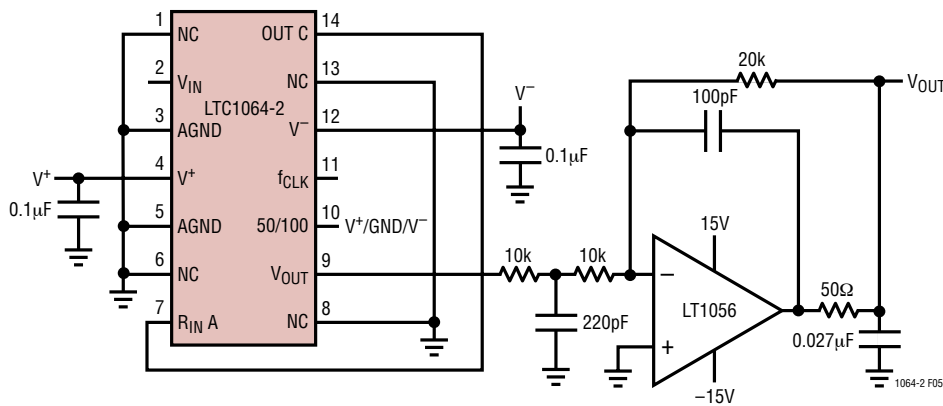 1
NC
OUT C
14
2
V_IN
NC
13
LTC1064-2
3
AGND
V⁻
12
V⁻
0.1µF
4
V⁺
V⁺
0.1µF
f_CLK
11
5
AGND
50/100
10
V⁺/GND/V⁻
6
NC
V_OUT
9
7
R_IN A
NC
8
10k
10k
220pF
20k
100pF
V_OUT
15V
−
+
LT1056
−15V
50Ω
0.027µF
1064-2 F05